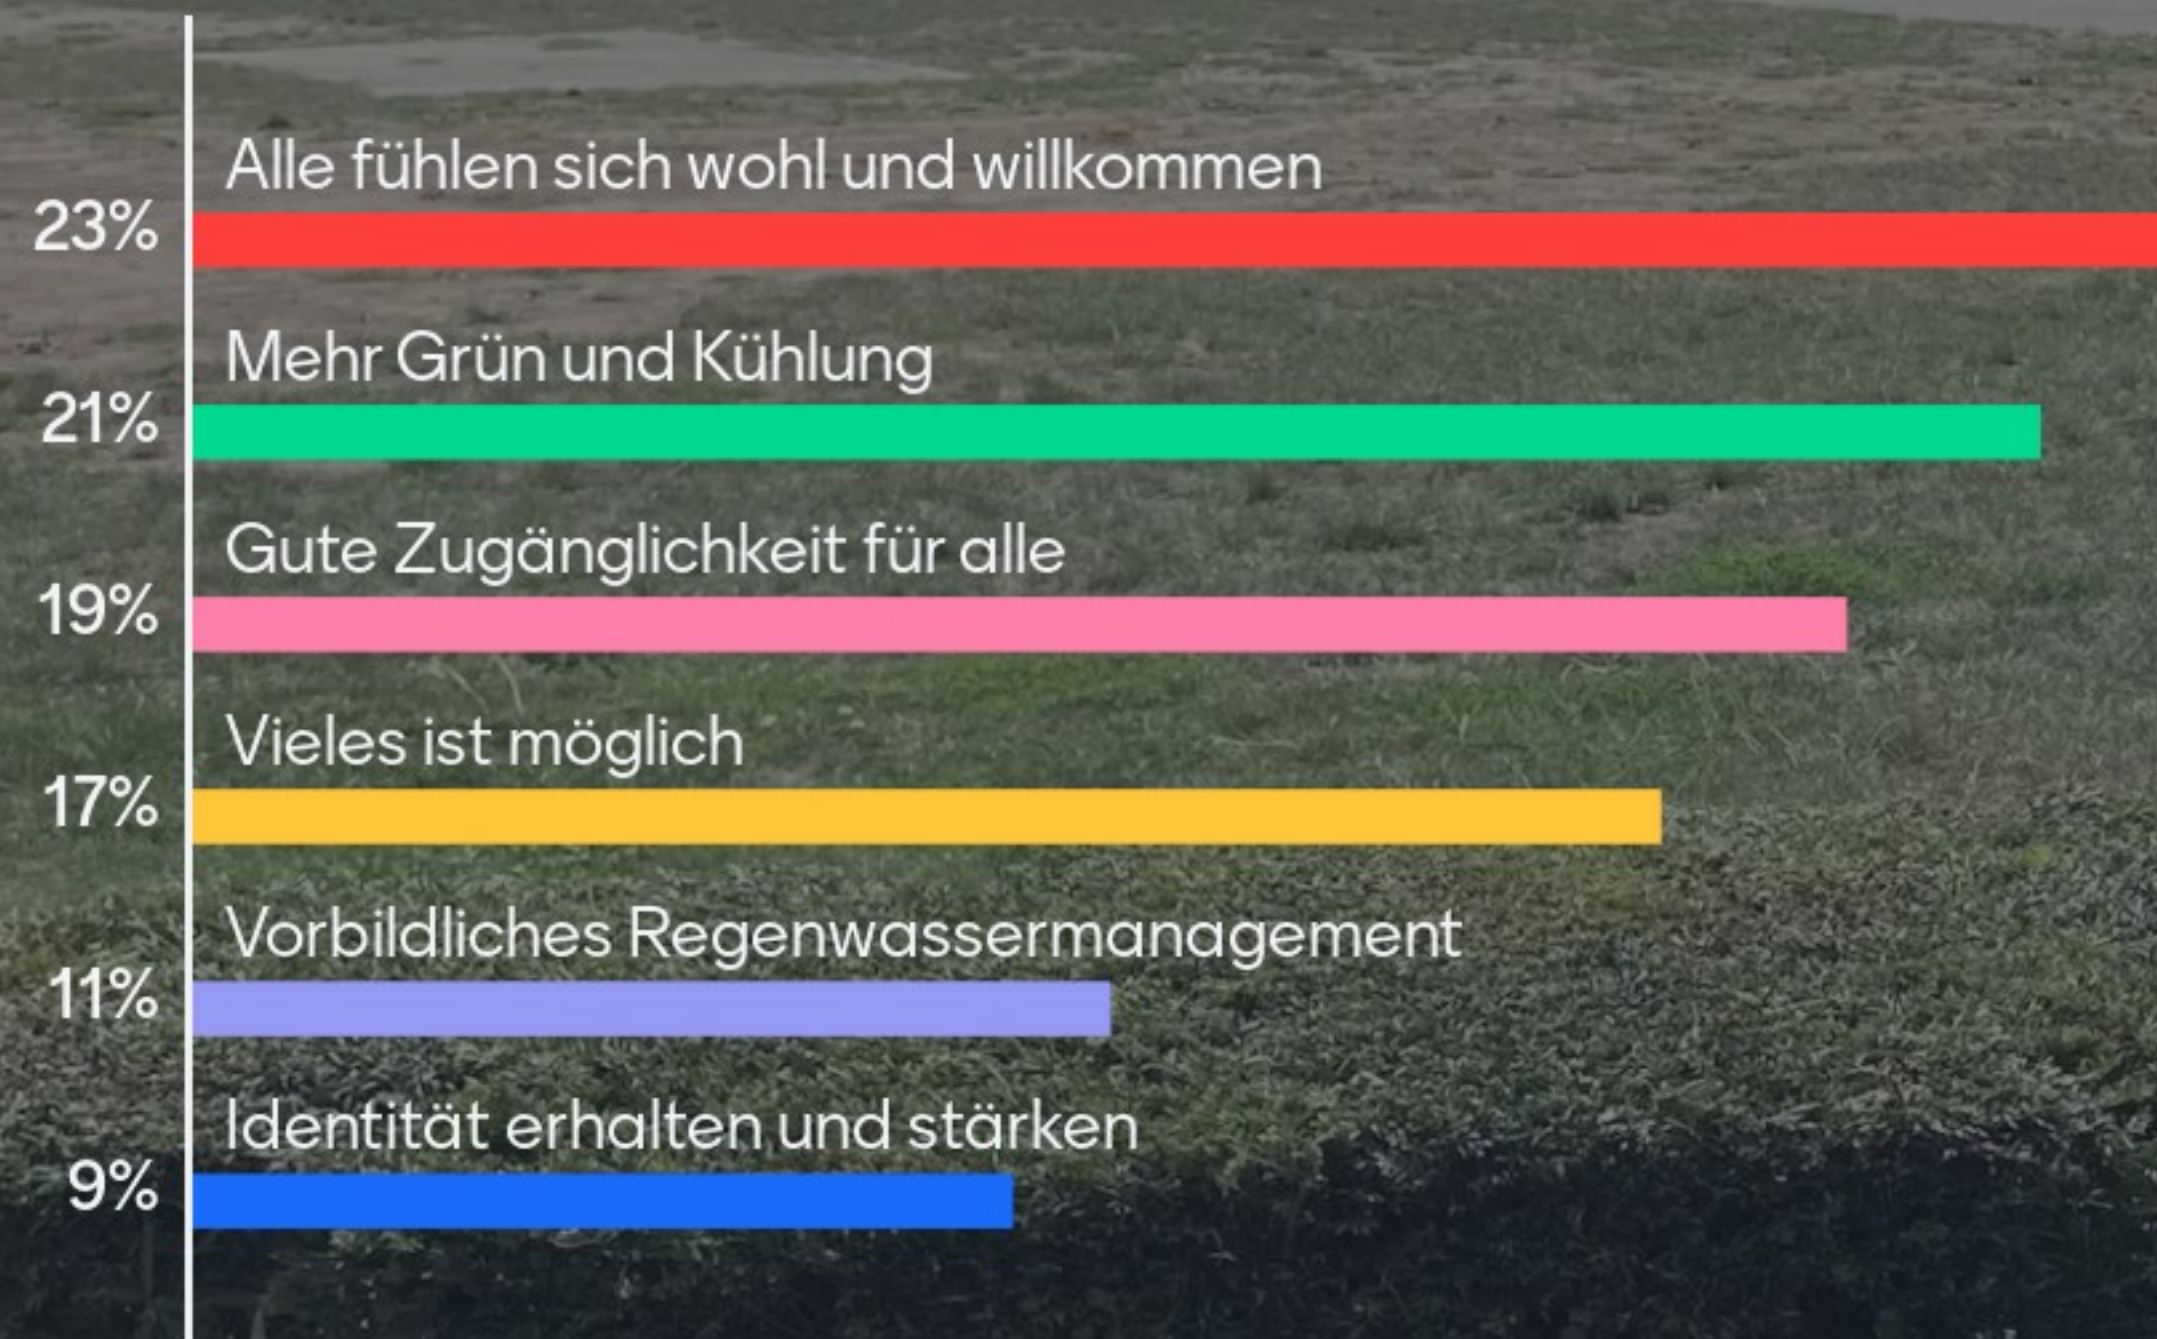 Alle fühlen sich wohl und willkommen
23%
Mehr Grün und Kühlung
21%
Gute Zugänglichkeit für alle
19%
Vieles ist möglich
17%
Vorbildliches Regenwassermanagement
11%
Identität erhalten und stärken
9%